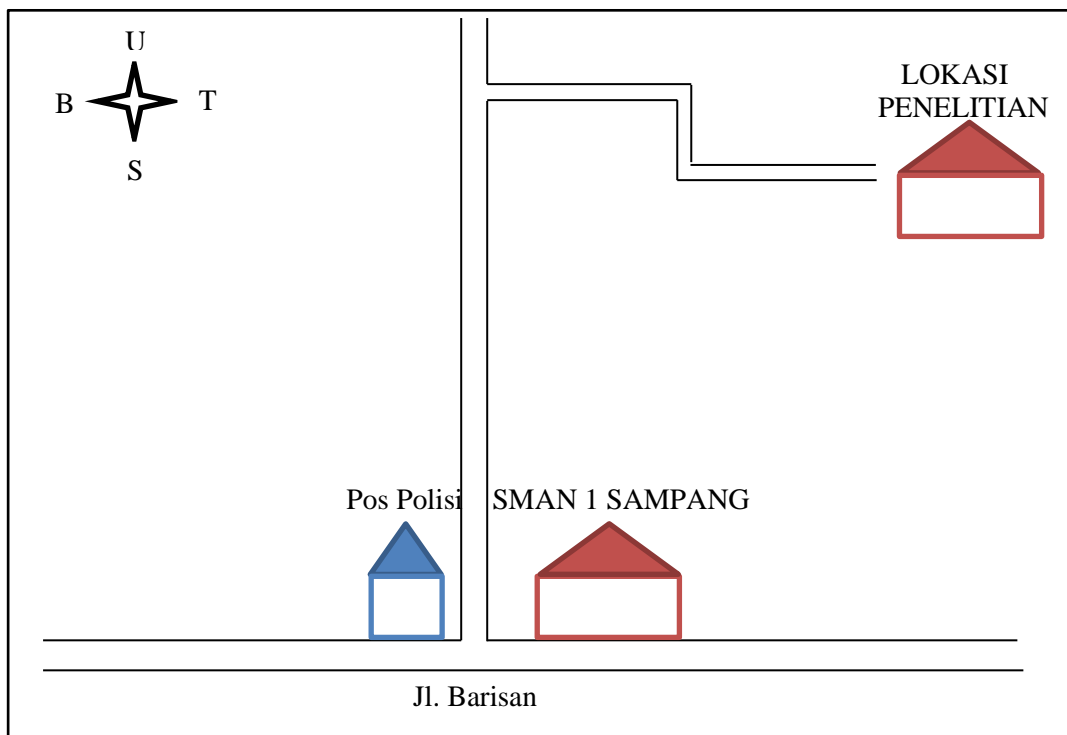 U
B
T
S
LOKASI
PENELITIAN
Pos Polisi
SMAN 1 SAMPANG
Jl. Barisan